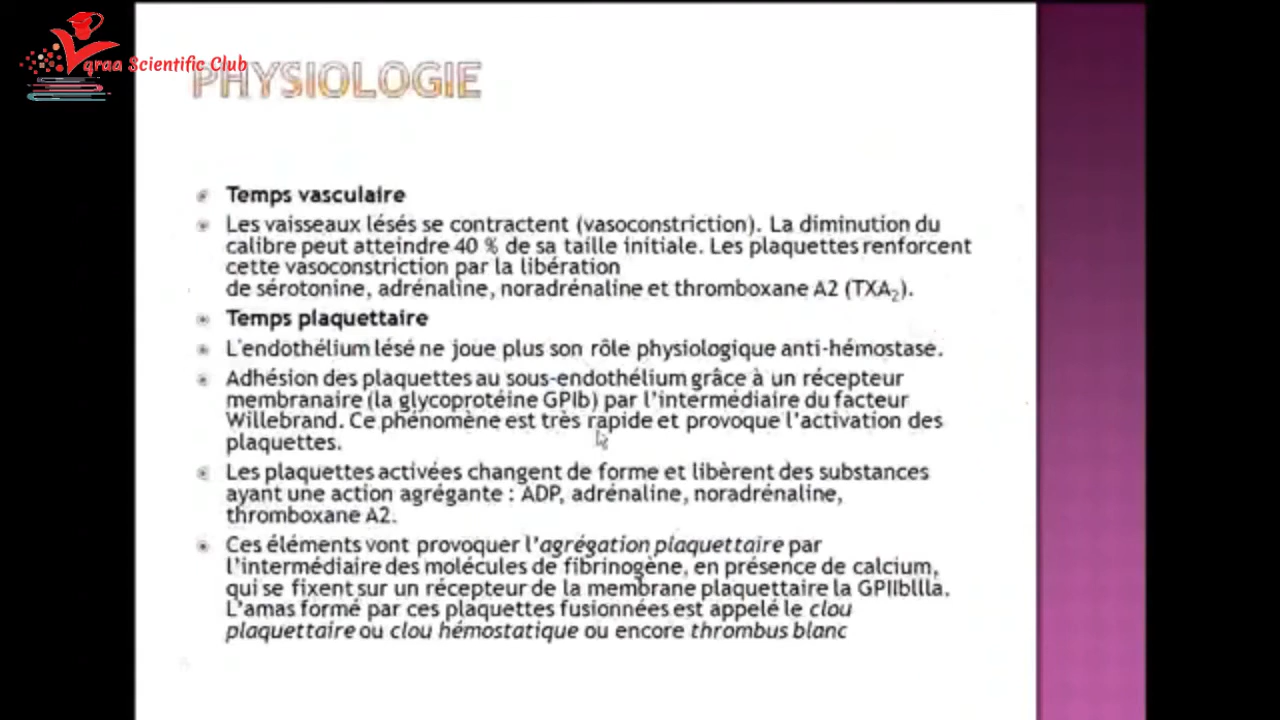 qraa Scientific Club
PHYSIOLOGIE
Temps vasculaire
Les vaisseaux lésés se contractent (vasoconstriction). La diminution du
calibre peut atteindre 40 % de sa taille initiale. Les plaquettes renforcent
cette vasoconstriction par la libération
de sérotonine, adrénaline, noradrénaline et thromboxane A2 (TXA₂).
Temps plaquettaire
L'endothélium lésé ne joue plus son rôle physiologique anti-hémostase.
Adhésion des plaquettes au sous-endothélium grâce à un récepteur
membranaire (la glycoprotéine GPIb) par l'intermédiaire du facteur
Willebrand. Ce phénomène est très rapide et provoque l'activation des
plaquettes.
Les plaquettes activées changent de forme et libèrent des substances
ayant une action agrégante : ADP, adrénaline, noradrénaline,
thromboxane A2.
Ces éléments vont provoquer l'agrégation plaquettaire par
l'intermédiaire des molécules de fibrinogène, en présence de calcium,
qui se fixent sur un récepteur de la membrane plaquettaire la GPIIbIIIa.
L'amas formé par ces plaquettes fusionnées est appelé le clou
plaquettaire ou clou hémostatique ou encore thrombus blanc